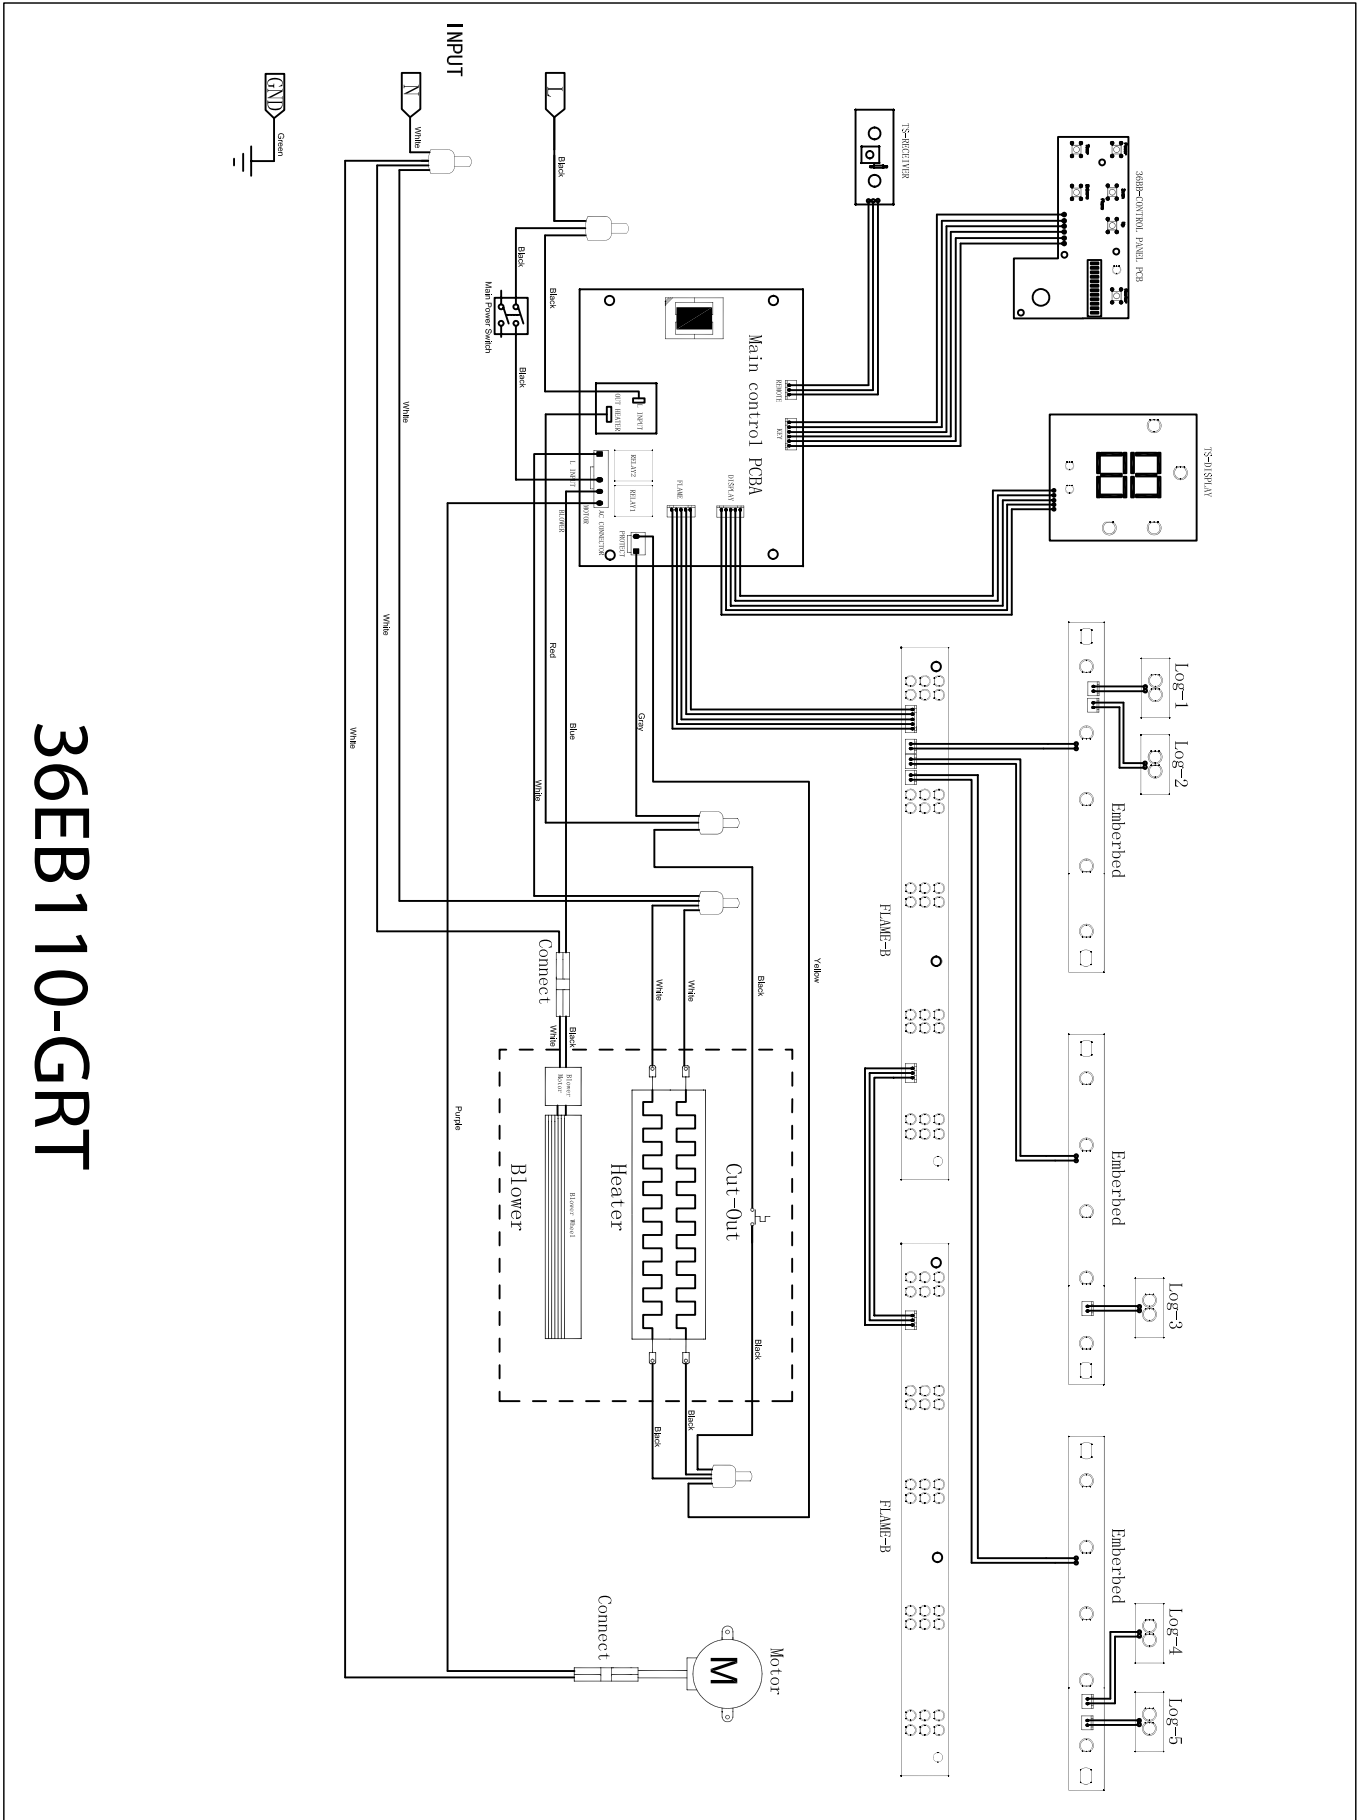 INPUT
GND
Green
N
White
L
Black
Black
Black
Main Power Switch
Black
TS-RECEIVER
36BB-CONTROL PANEL PCB
TS-DISPLAY
Main control PCBA
REMOTE
KEY
DISPLAY
FLAME
L INPUT
OUT HEATER
RELAY2
RELAY1
L INPUT
MOTOR
BLOWER
AC CONNECTOR
PROTECT
White
White
White
Red
Blue
Gray
White
Purple
Yellow
Black
White
White
Connect
Black
White
Blower
Motor
Blower Wheel
Blower
Heater
Cut-Out
Black
Black
Black
FLAME-B
FLAME-B
Log-1
Log-2
Emberbed
Emberbed
Log-3
Emberbed
Log-4
Log-5
Connect
Motor
M
36EB110-GRT